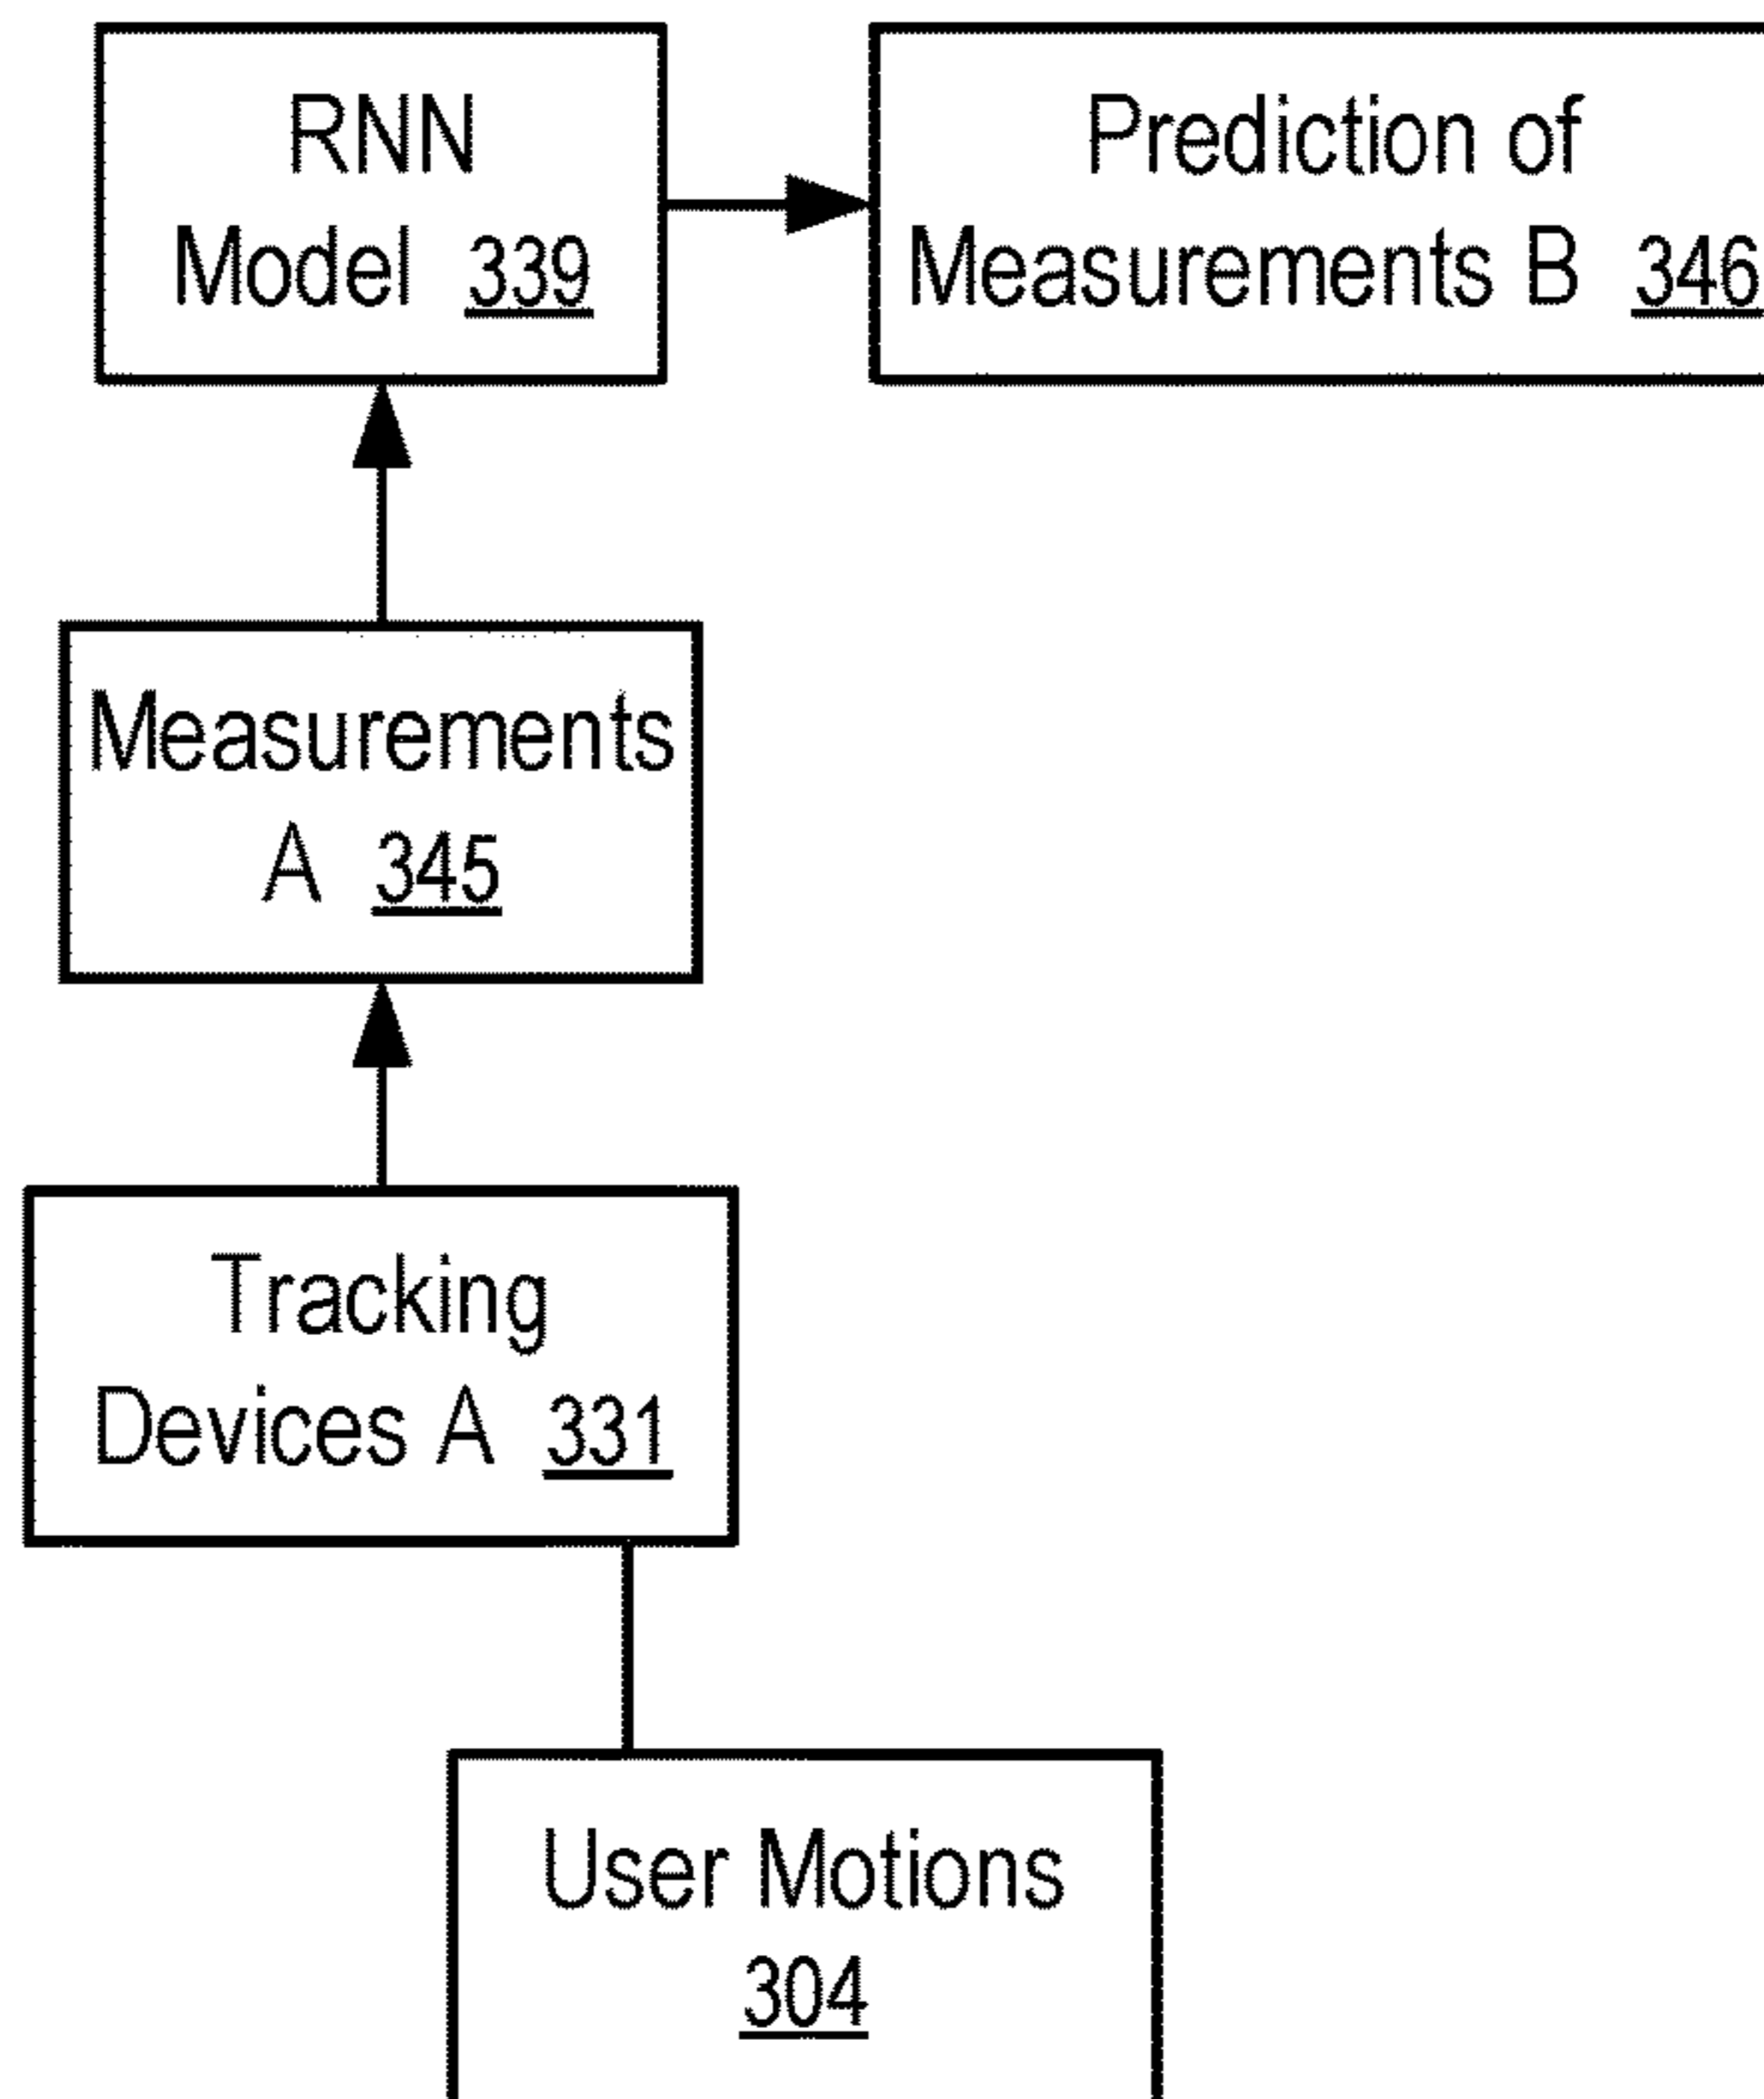 RNN
Model 339
Prediction of
Measurements B 346
Measurements
A 345
Tracking
Devices A 331
User Motions
304